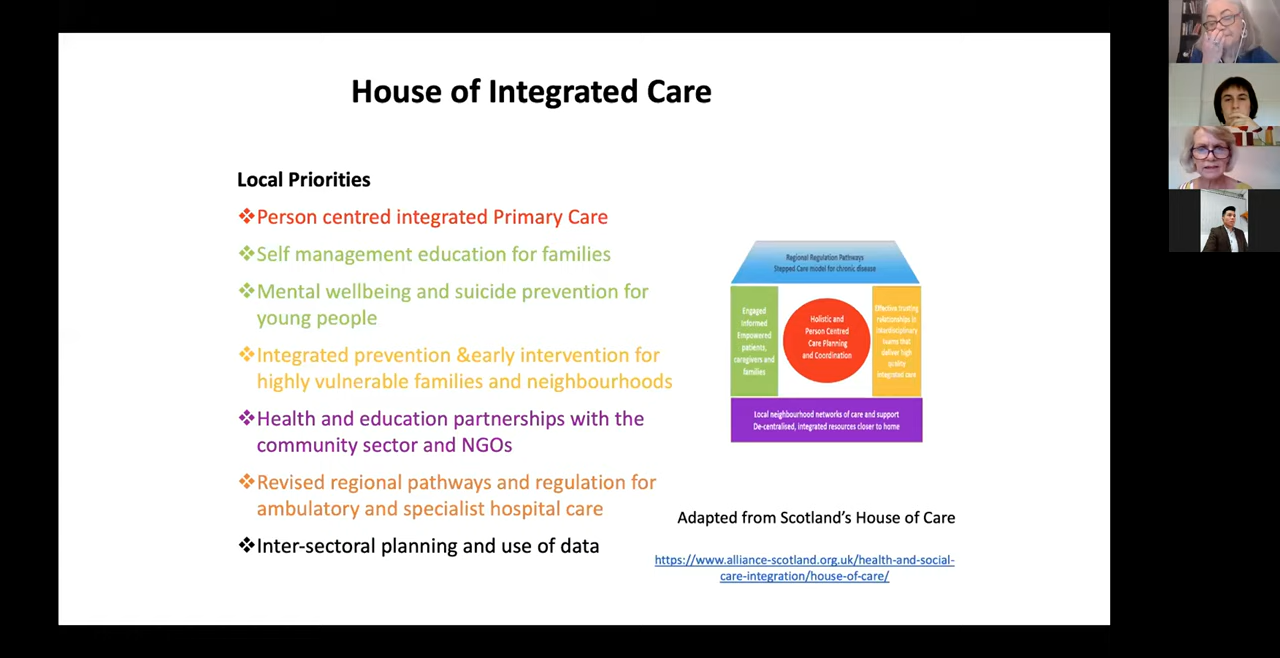 House of Integrated Care
Local Priorities
❖Person centred integrated Primary Care
❖Self management education for families
❖Mental wellbeing and suicide prevention for
young people
❖Integrated prevention &early intervention for
highly vulnerable families and neighbourhoods
❖Health and education partnerships with the
community sector and NGOs
❖Revised regional pathways and regulation for
ambulatory and specialist hospital care
❖Inter-sectoral planning and use of data
Regional Regulation Pathways
Stepped Care model for chronic disease
Engaged
Informed
Empowered
patients,
caregivers and
families
Holistic and
Person Centred
Care Planning
and Coordination
Effective trusting
relationships in
interdisciplinary
teams that
deliver high
quality
integrated care
Local neighbourhood networks of care and support
De-centralised, integrated resources closer to home
Adapted from Scotland's House of Care
https://www.alliance-scotland.org.uk/health-and-social-
care-integration/house-of-care/